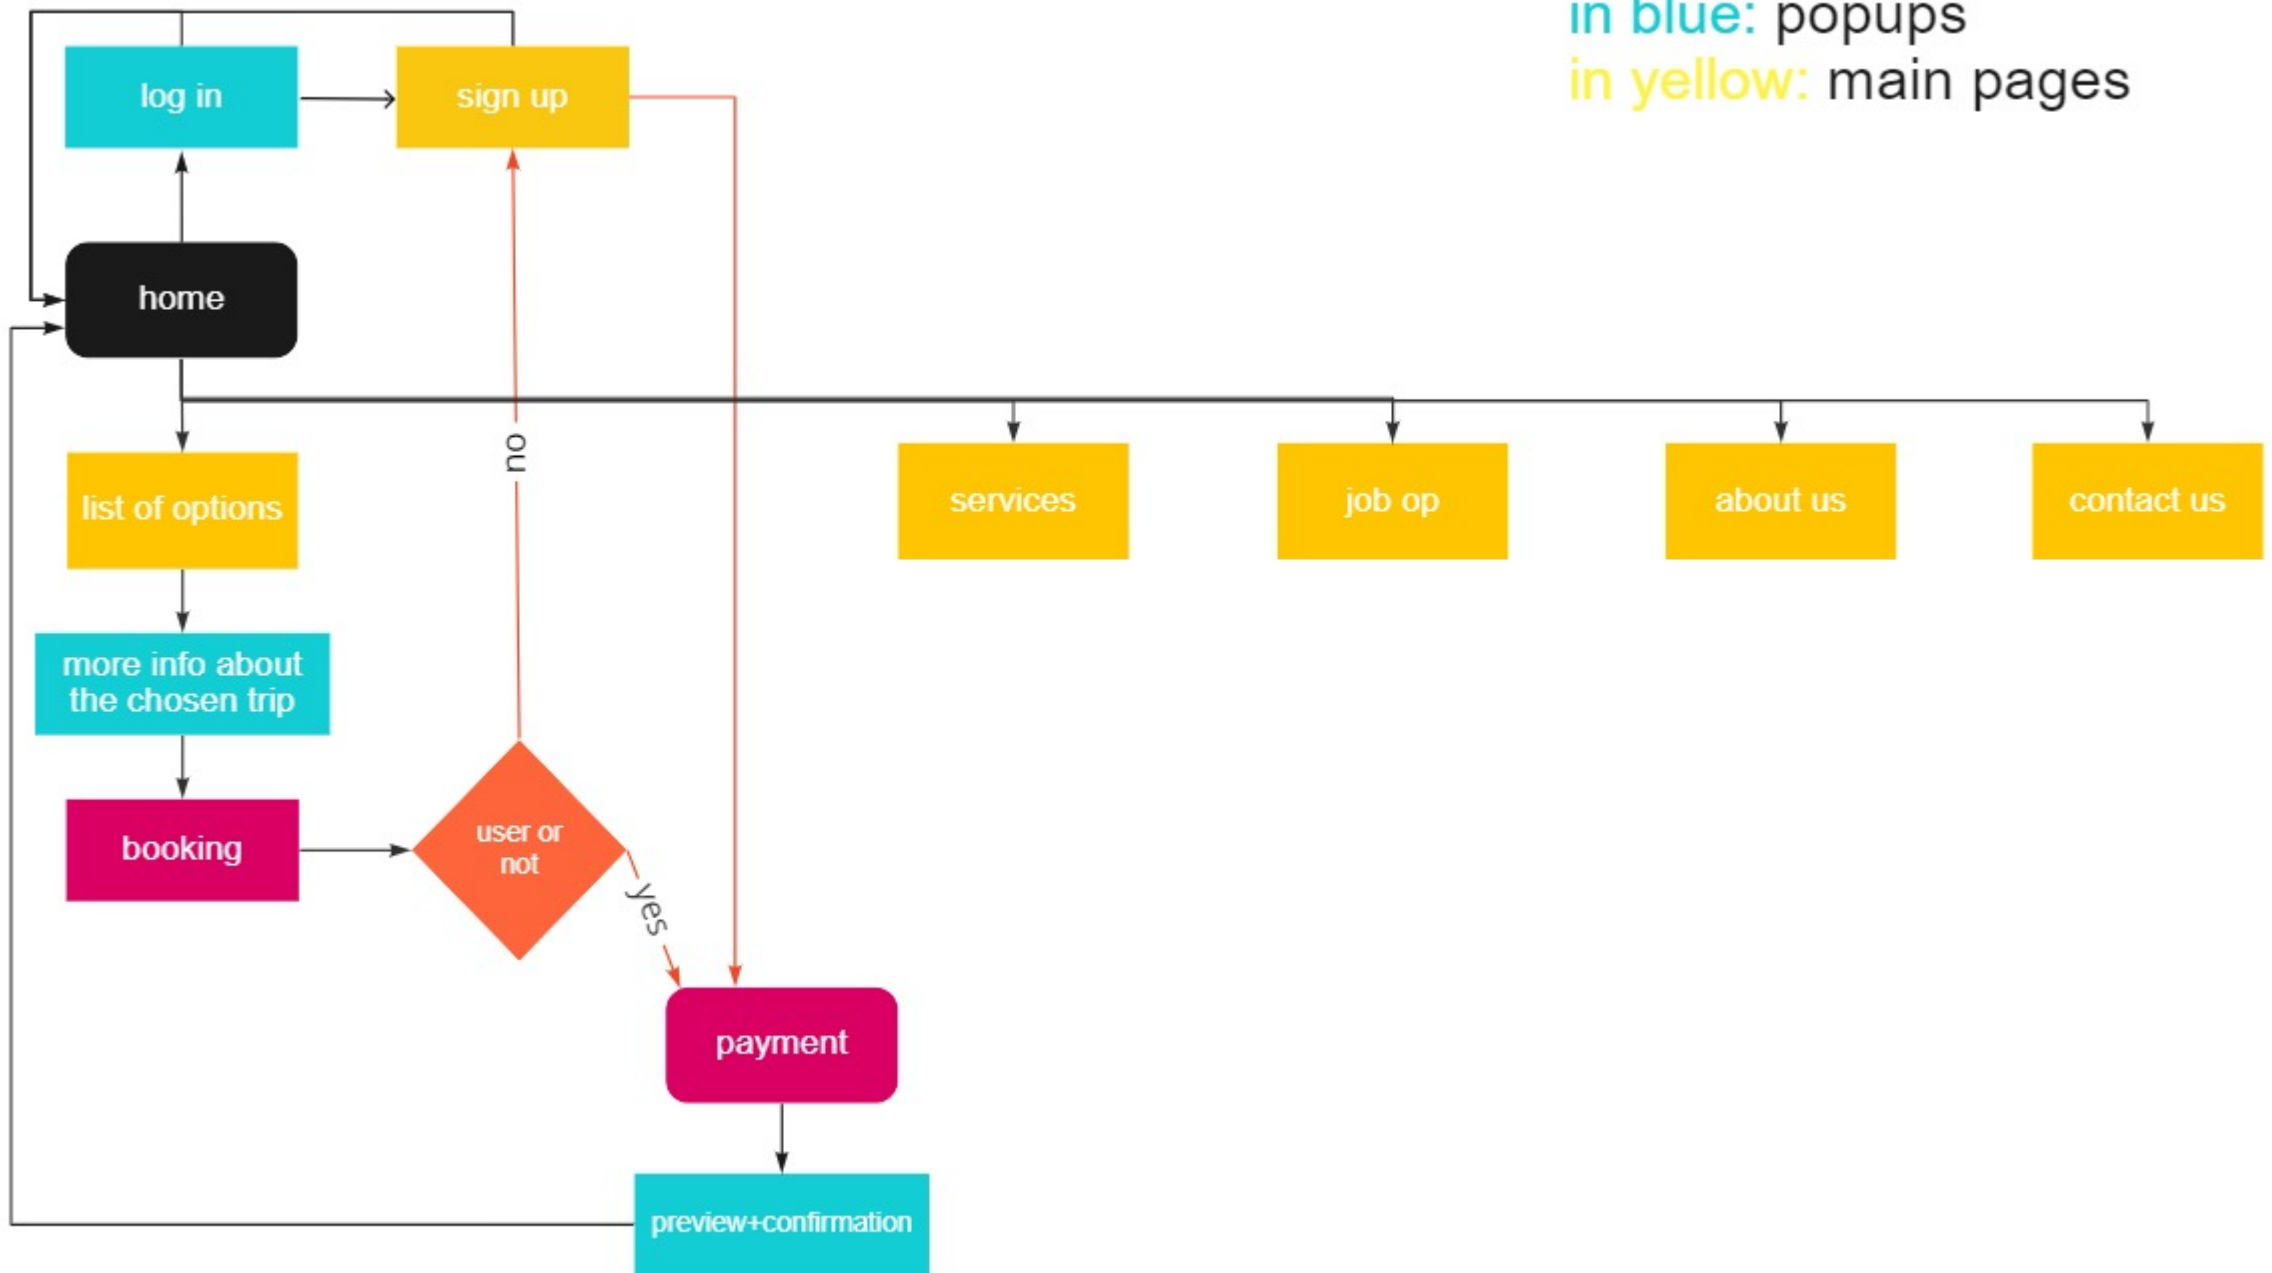 in blue: popups
in yellow: main pages
log in
sign up
home
no
list of options
services
job op
about us
contact us
more info about
the chosen trip
booking
user or
not
yes
payment
preview+confirmation